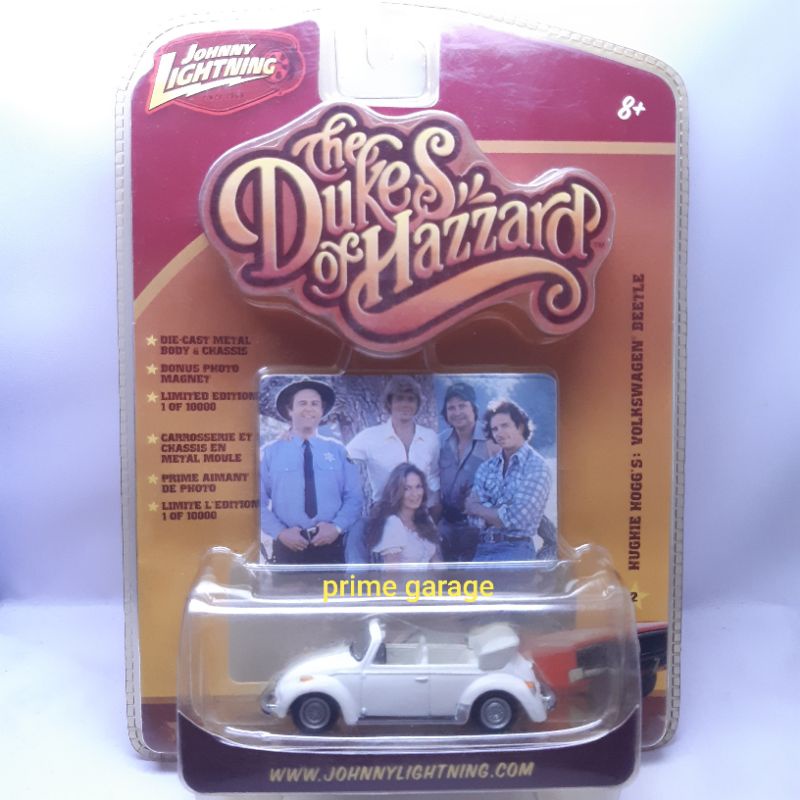 JOHNNY
LIGHTNING
8+
The
Dukes
of Hazzard™
★ DIE-CAST METAL
BODY & CHASSIS
★ BONUS PHOTO
MAGNET
★ LIMITED EDITION
1 OF 10000
★ CARROSSERIE ET
CHASSIS EN
METAL MOULE
★ PRIME AIMANT
DE PHOTO
★ LIMITE L'EDITION
1 OF 10000
HUGHIE HOGG'S: VOLKSWAGEN BEETLE
2
prime garage
WWW.JOHNNYLIGHTNING.COM